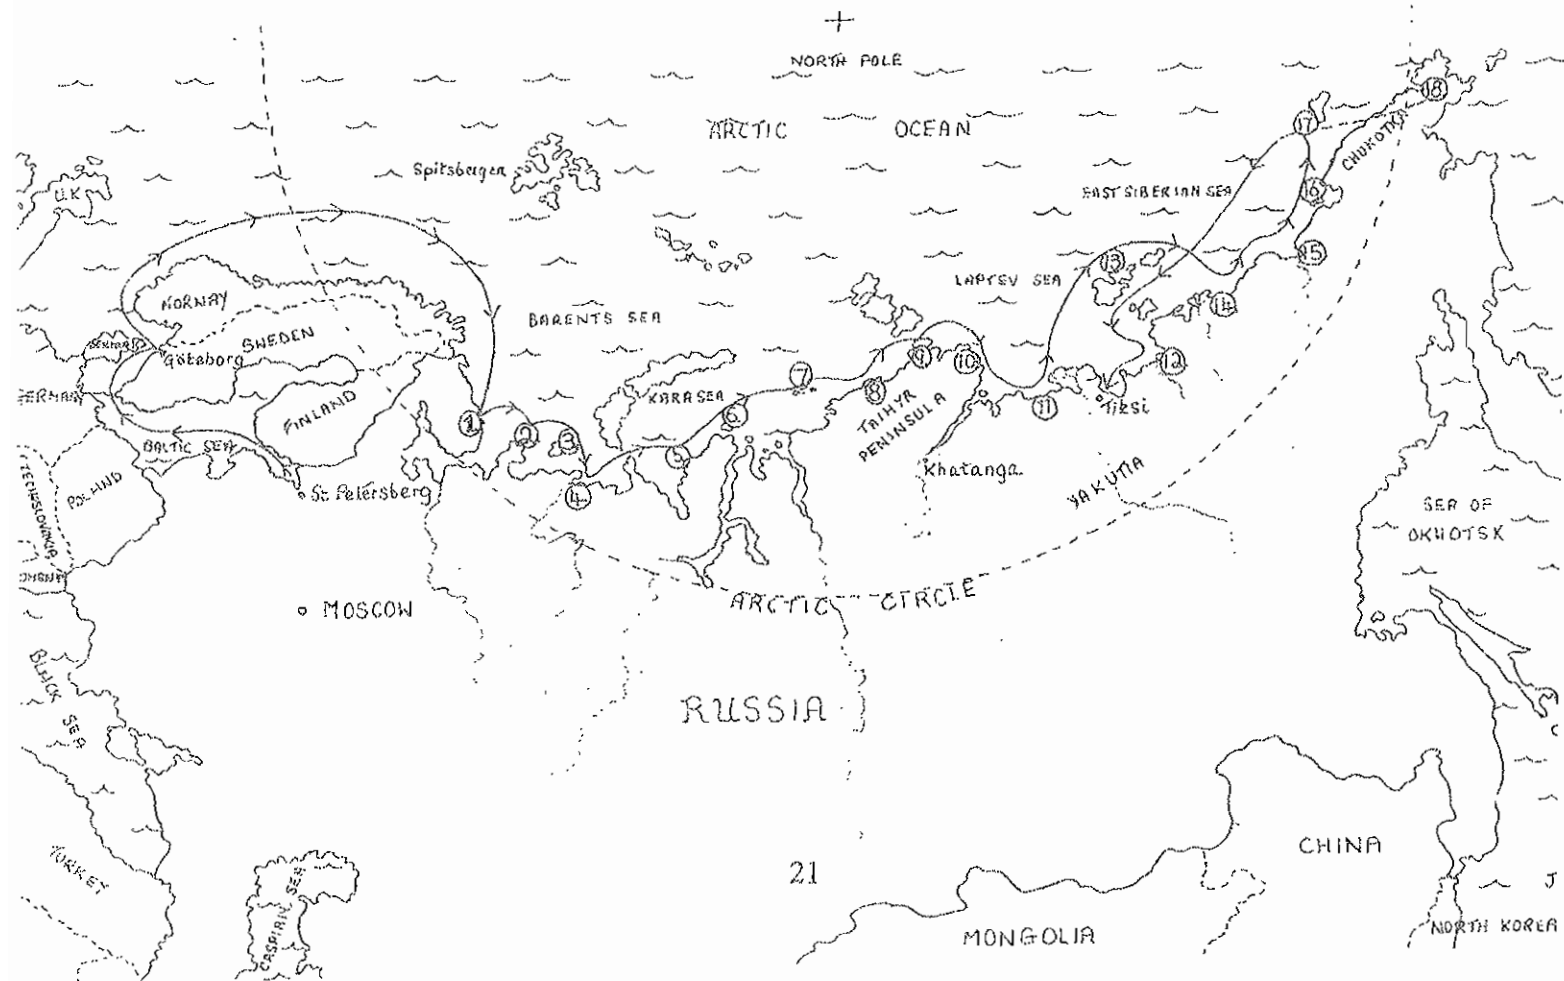 NORTH POLE
ARCTIC OCEAN
Spitsbergen
U.K
EAST SIBERIAN SEA
CHUKOTKA
18
17
16
15
14
13
12
11
10
9
8
7
6
5
4
3
2
1
LAPTEV SEA
NORWAY
SWEDEN
Göteborg
BARENTS SEA
KARA SEA
FINLAND
BALTIC SEA
St. Petersberg
POLAND
TAIMYR
PENINSULA
Khatanga
Tiksi
YAKUTIA
SEA OF
OKHOTSK
ARCTIC CIRCLE
MOSCOW
BLACK
SEA
RUSSIA
TURKEY
CASPIAN SEA
21
CHINA
MONGOLIA
NORTH KOREA
J